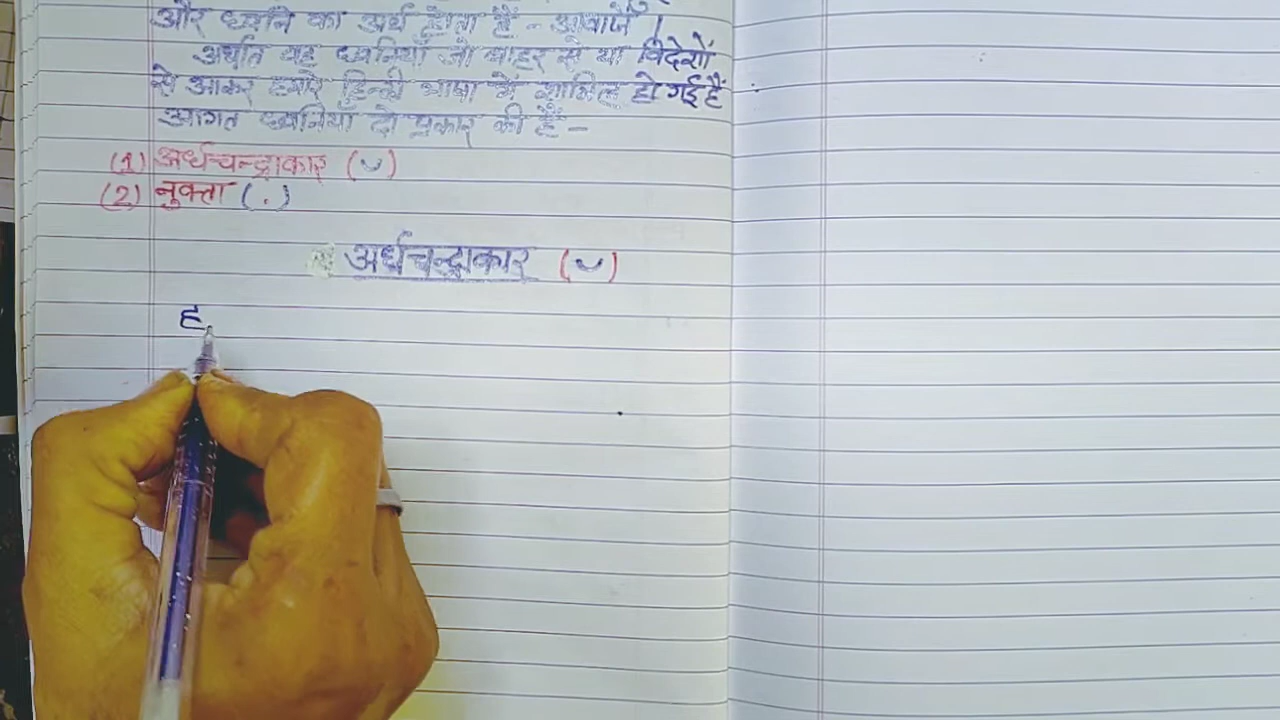 और ध्वनि का अर्थ होता हैं - आवाजें ।
अर्थात यह ध्वनियाँ जो बाहर से या विदेशों
से आकर हमारे हिन्दी भाषा में शामिल हो गई हैं
आगत ध्वनियाँ दो प्रकार की हैं -
(1) अर्धचन्द्राकार (ں)
(2) नुक्ता (.)
अर्धचन्द्राकार (ں)
ह